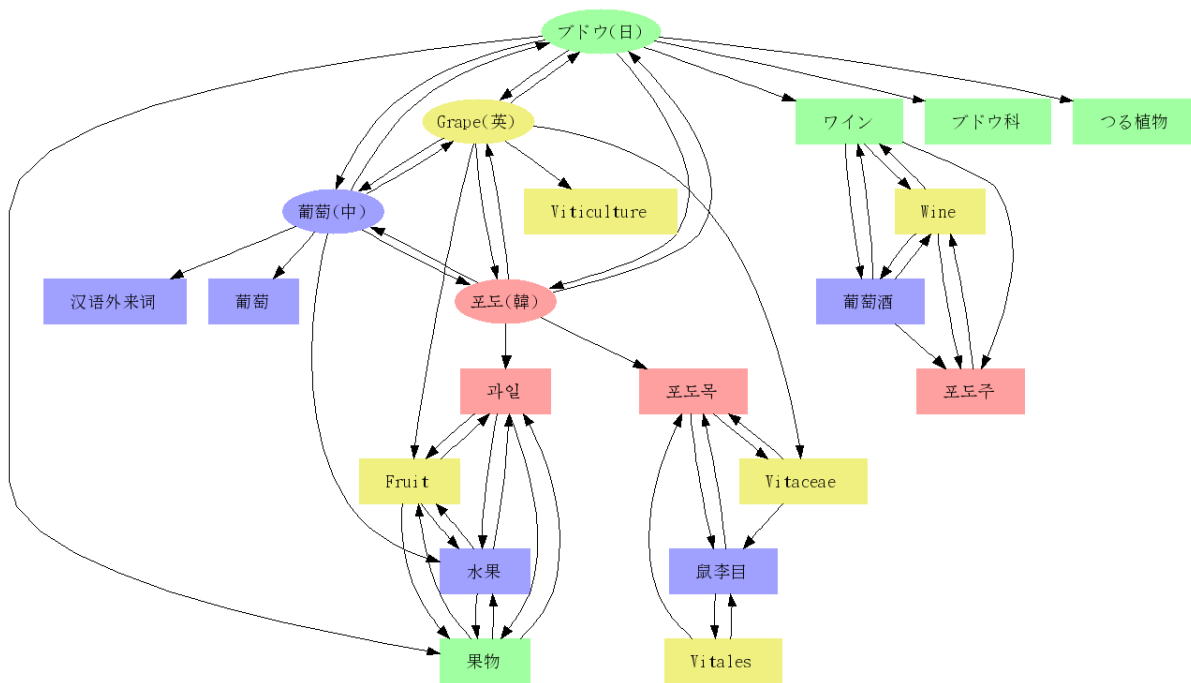 ブドウ(日)
Grape(英)
ワイン
ブドウ科
つる植物
葡萄(中)
Viticulture
Wine
汉语外来词
葡萄
포도(韓)
葡萄酒
과일
포도목
포도주
Fruit
Vitaceae
水果
鼠李目
果物
Vitales